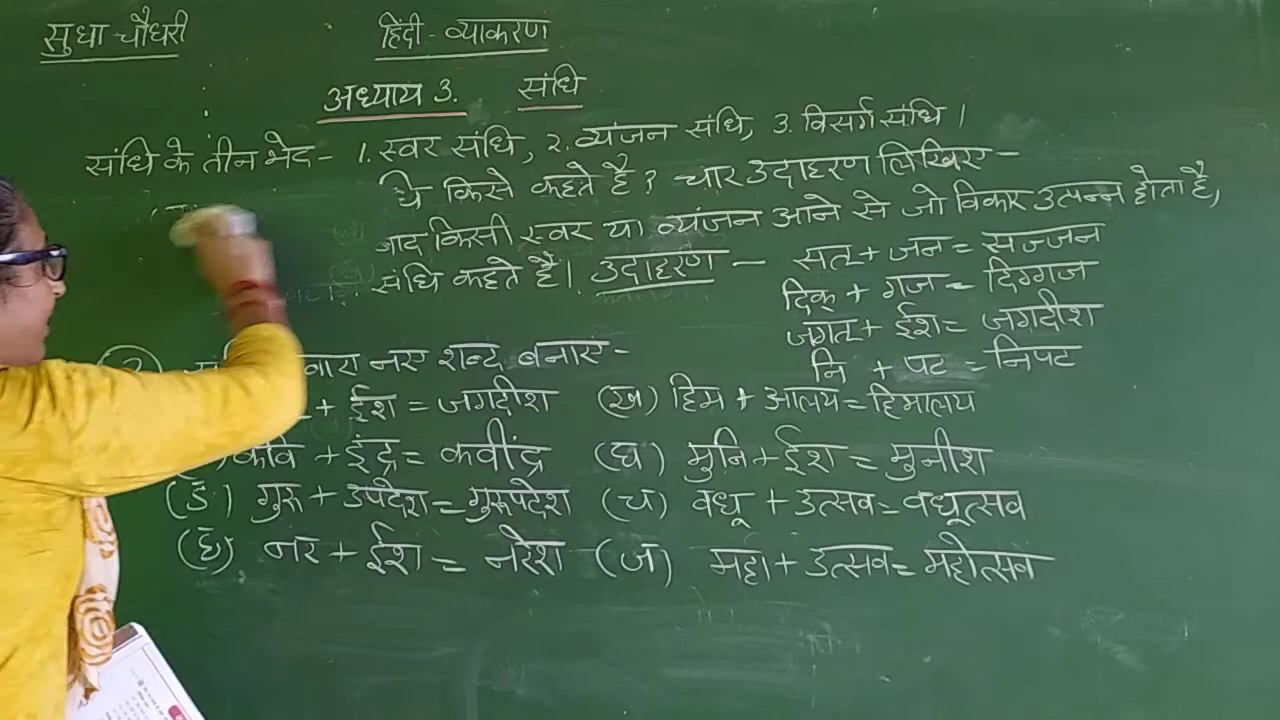 सुधा चौधरी
हिंदी - व्याकरण
अध्याय 3. संधि
संधि के तीन भेद - 1. स्वर संधि, 2. व्यंजन संधि, 3. विसर्ग संधि।
धि किसे कहते है? चार उदाहरण लिखिए -
बाद किसी स्वर या व्यंजन आने से जो विकार उत्पन्न होता है,
संधि कहते है। उदाहरण - सत् + जन = सज्जन
दिक् + गज = दिग्गज
जगत् + ईश = जगदीश
नि + पट = निपट
नए शब्द बनाएं -
+ ईश = जगदीश (ख) हिम + आलय = हिमालय
कवि + इंद्र = कवींद्र (घ) मुनि + ईश = मुनीश
(ङ) गुरू + उपदेश = गुरूपदेश (च) वधू + उत्सव = वधूत्सव
(छ) नर + ईश = नरेश (ज) महा + उत्सव = महोत्सव